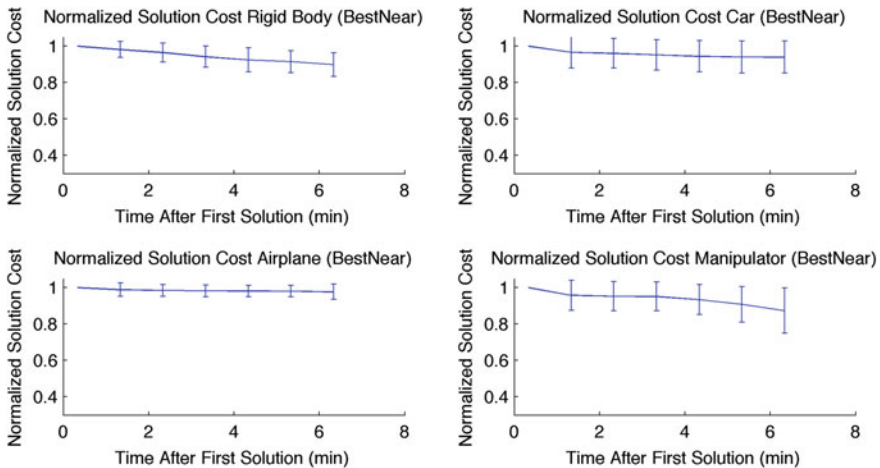 Normalized Solution Cost Rigid Body (BestNear)
Normalized Solution Cost
1
0.8
0.6
0.4
0 2 4 6 8
Time After First Solution (min)
Normalized Solution Cost Car (BestNear)
Normalized Solution Cost
1
0.8
0.6
0.4
0 2 4 6 8
Time After First Solution (min)
Normalized Solution Cost Airplane (BestNear)
Normalized Solution Cost
1
0.8
0.6
0.4
0 2 4 6 8
Time After First Solution (min)
Normalized Solution Cost Manipulator (BestNear)
Normalized Solution Cost
1
0.8
0.6
0.4
0 2 4 6 8
Time After First Solution (min)